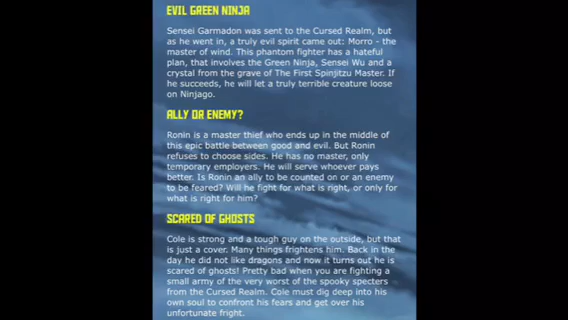 EVIL GREEN NINJA
Sensei Garmadon was sent to the Cursed Realm, but
as he went in, a truly evil spirit came out: Morro - the
master of wind. This phantom fighter has a hateful
plan, that involves the Green Ninja, Sensei Wu and a
crystal from the grave of The First Spinjitzu Master. If
he succeeds, he will let a truly terrible creature loose
on Ninjago.
ALLY OR ENEMY?
Ronin is a master thief who ends up in the middle of
this epic battle between good and evil. But Ronin
refuses to choose sides. He has no master, only
temporary employers. He will serve whoever pays
better. Is Ronin an ally to be counted on or an enemy
to be feared? Will he fight for what is right, or only for
what is right for him?
SCARED OF GHOSTS
Cole is strong and a tough guy on the outside, but that
is just a cover. Many things frightens him. Back in the
day he did not like dragons and now it turns out he is
scared of ghosts! Pretty bad when you are fighting a
small army of the very worst of the spooky specters
from the Cursed Realm. Cole must dig deep into his
own soul to confront his fears and get over his
unfortunate fright.